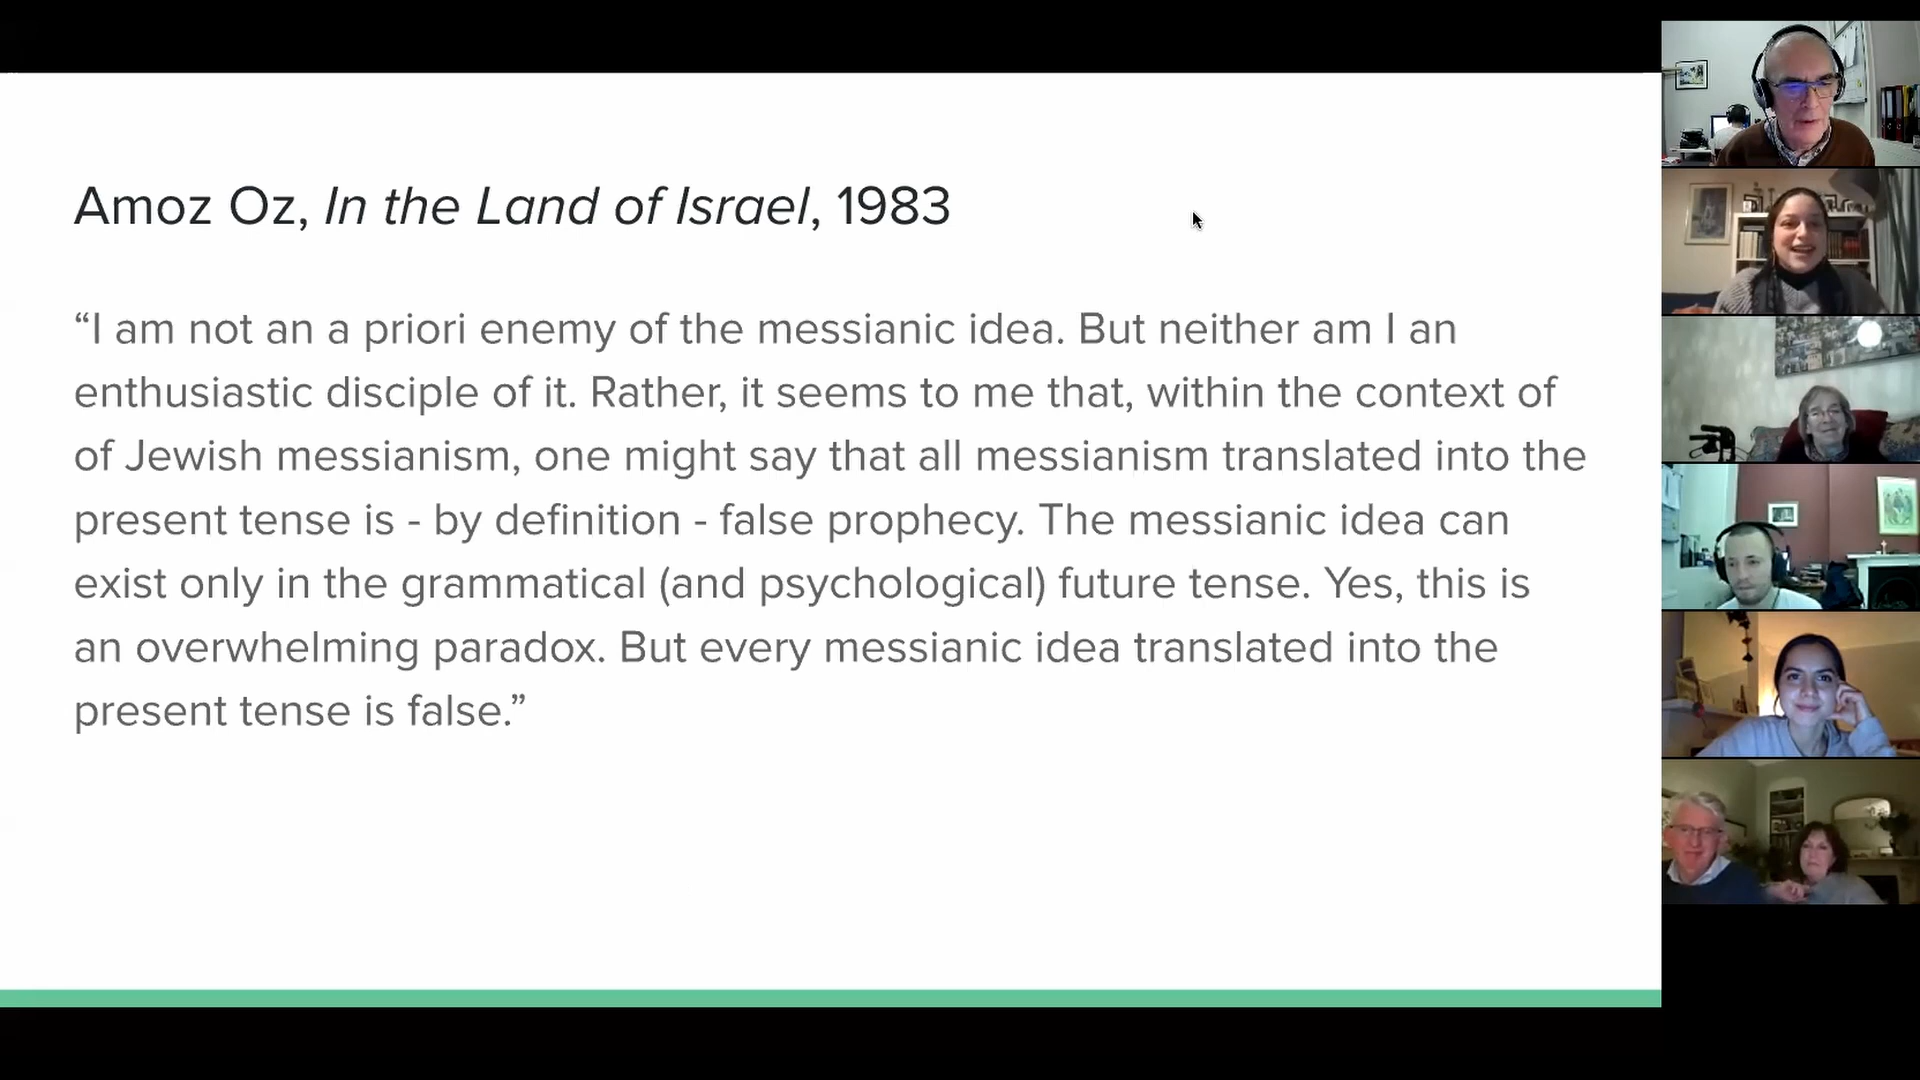 Amoz Oz, In the Land of Israel, 1983
“I am not an a priori enemy of the messianic idea. But neither am I an
enthusiastic disciple of it. Rather, it seems to me that, within the context of
of Jewish messianism, one might say that all messianism translated into the
present tense is - by definition - false prophecy. The messianic idea can
exist only in the grammatical (and psychological) future tense. Yes, this is
an overwhelming paradox. But every messianic idea translated into the
present tense is false.”